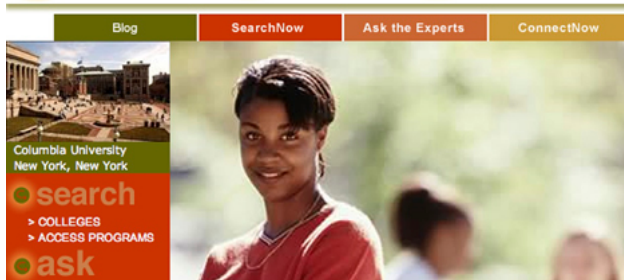 Blog
SearchNow
Ask the Experts
ConnectNow
Columbia University
New York, New York
search
> COLLEGES
> ACCESS PROGRAMS
ask